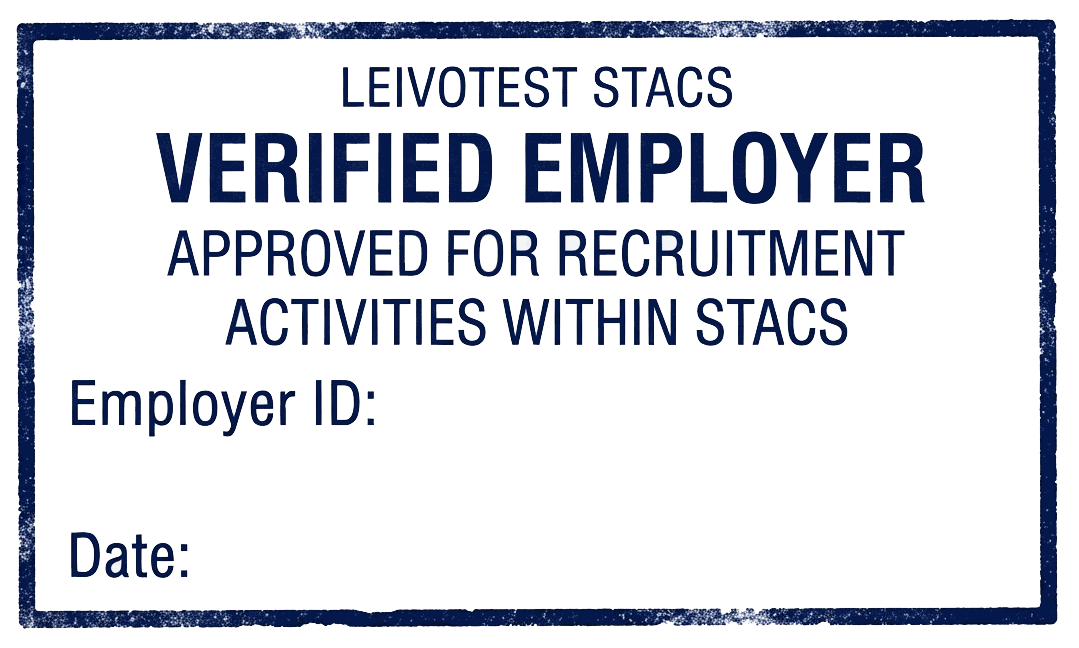 LEIVOTEST STACS
VERIFIED EMPLOYER
APPROVED FOR RECRUITMENT
ACTIVITIES WITHIN STACS
Employer ID:
Date: